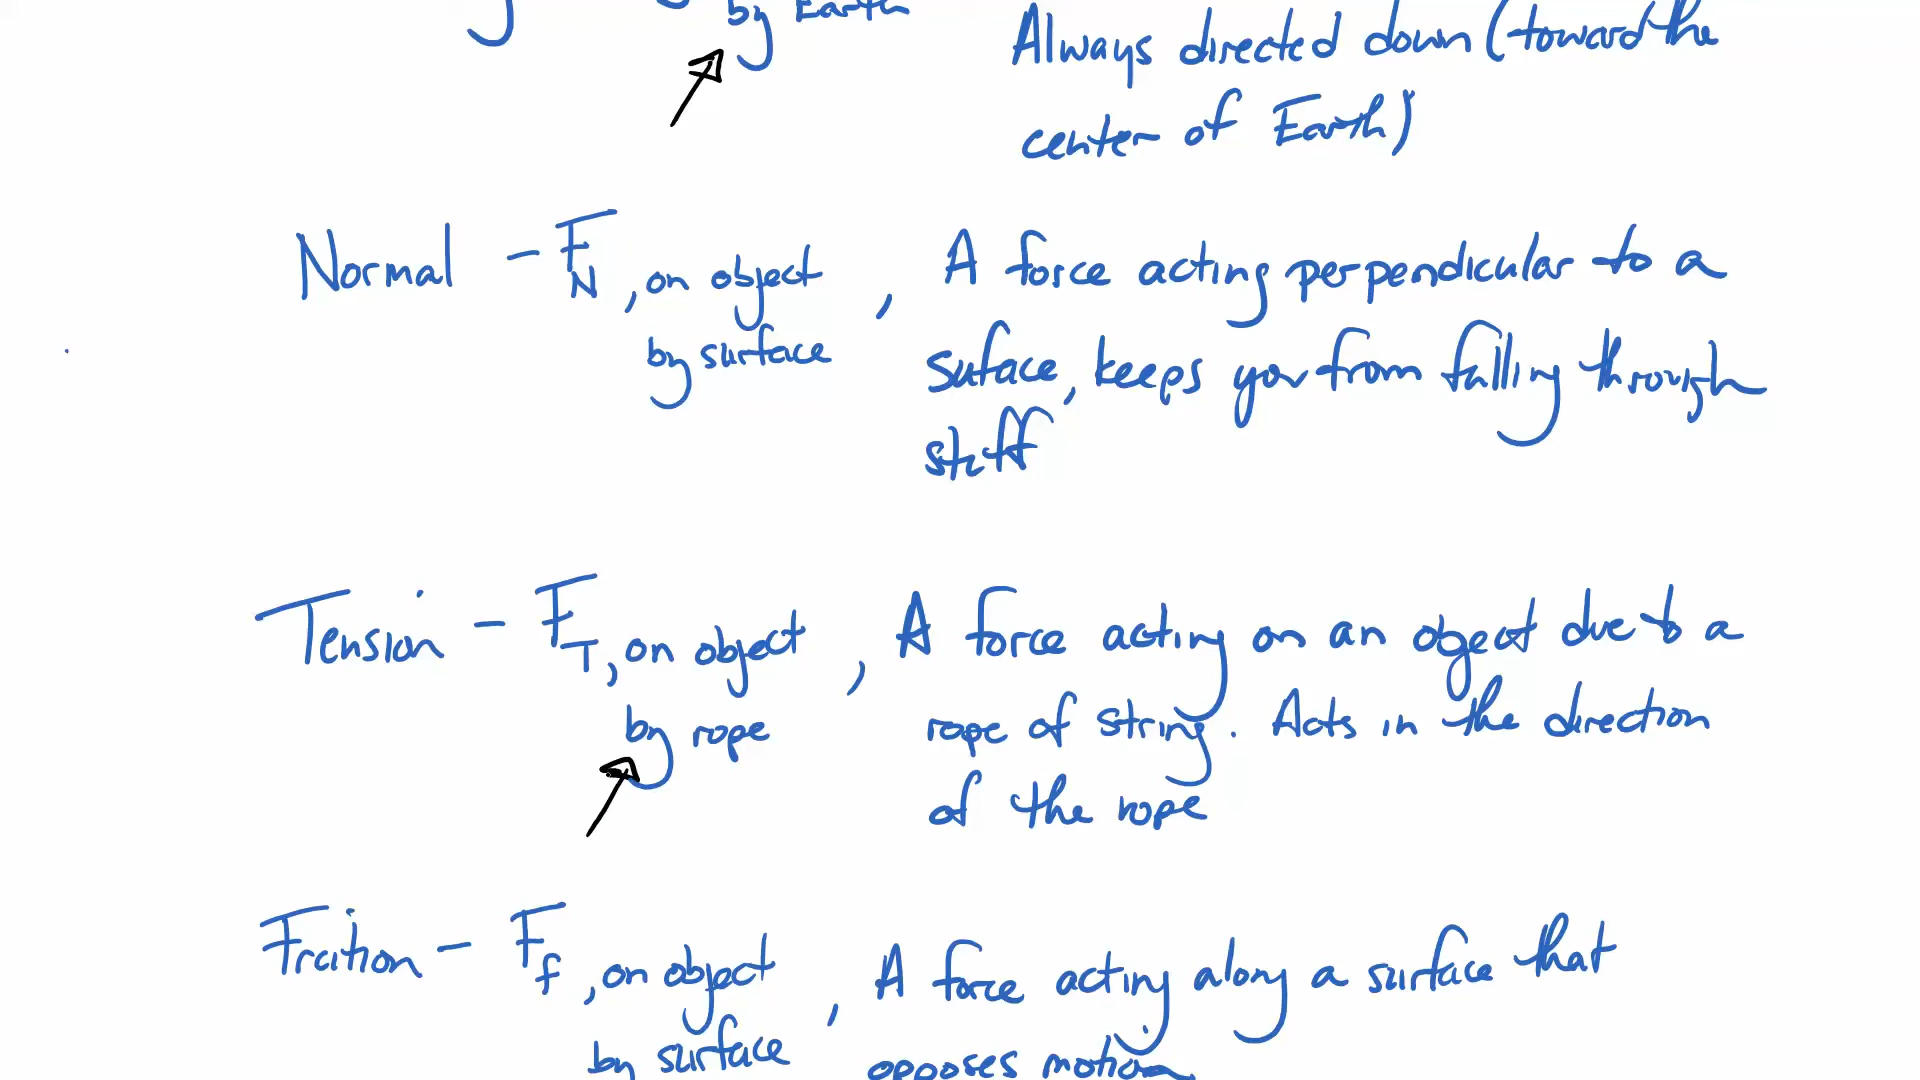 by Earth
Always directed down (toward the
center of Earth)
Normal - F_N, on object
by surface
, A force acting perpendicular to a
suface, keeps you from falling through
stuff
Tension - F_T, on object
by rope
, A force acting on an object due to a
rope of string. Acts in the direction
of the rope
Frcition - F_f, on object
by surface
, A force acting along a surface that
opposes motion